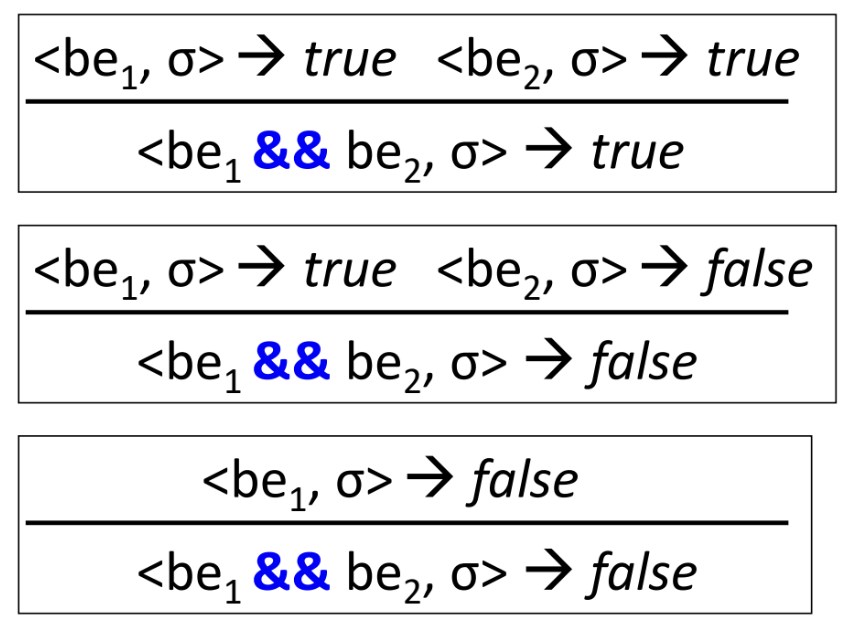 <be₁, σ> → true <be₂, σ> → true
<be₁ && be₂, σ> → true
<be₁, σ> → true <be₂, σ> → false
<be₁ && be₂, σ> → false
<be₁, σ> → false
<be₁ && be₂, σ> → false